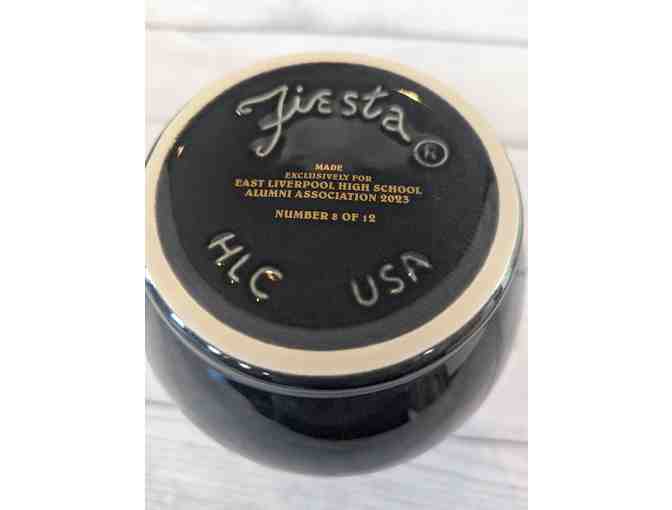 Fiesta ®
MADE
EXCLUSIVELY FOR
EAST LIVERPOOL HIGH SCHOOL
ALUMNI ASSOCIATION 2023
NUMBER 8 OF 12
HLC USA